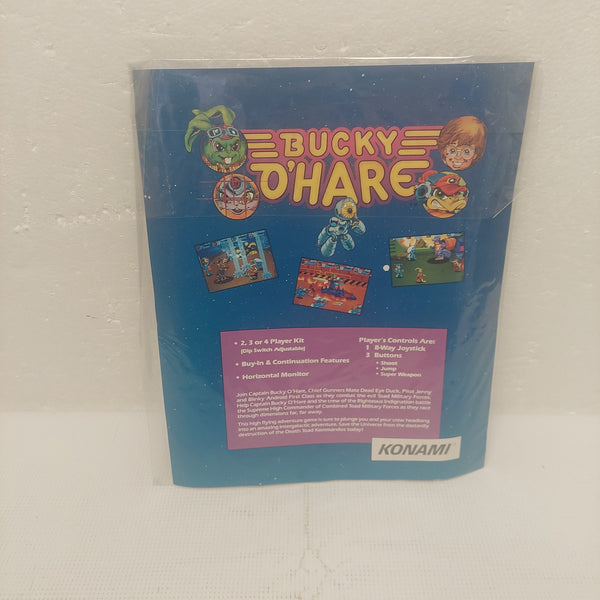 BUCKY
O'HARE
• 2, 3 or 4 Player Kit
(Dip Switch Adjustable)
• Buy-In & Continuation Features
• Horizontal Monitor
Player's Controls Are:
1 8-Way Joystick
3 Buttons
• Shoot
• Jump
• Super Weapon
Join Captain Bucky O'Hare, Chief Gunners Mate Dead Eye Duck, Pilot Jenny
and Blinky Android First Class as they combat the evil Toad Military Forces.
Help Captain Bucky O'Hare and the crew of the Righteous Indignation battle
the Supreme High Commander of Combined Toad Military Forces as they race
through dimensions far, far away.
This high flying adventure game is sure to plunge you and your crew headlong
into an amazing intergalactic adventure. Save the Universe from the dastardly
destruction of the Death Toad Kommandos today!
KONAMI